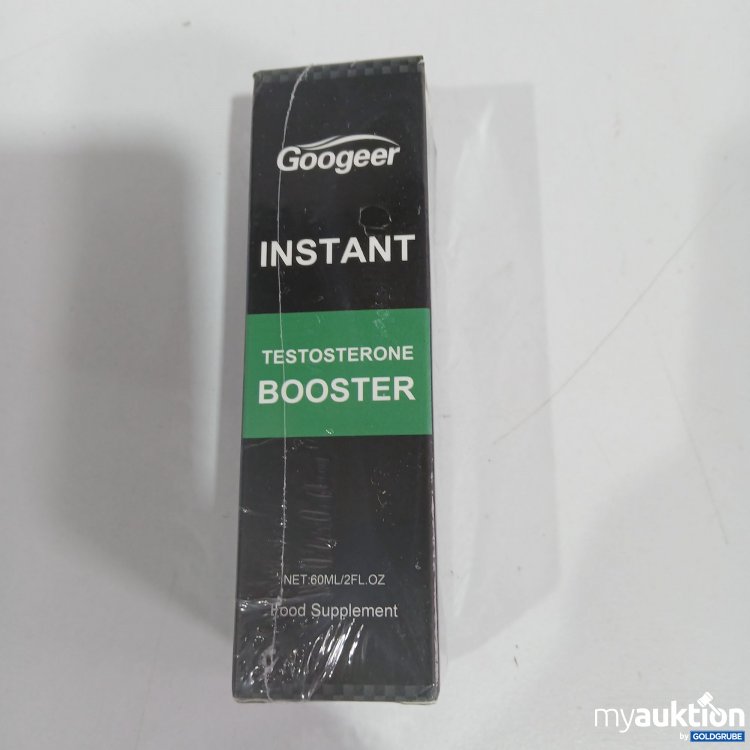 Googeer
INSTANT
TESTOSTERONE
BOOSTER
NET:60ML/2FL.OZ
Food Supplement
myauktion
by GOLDGRUBE